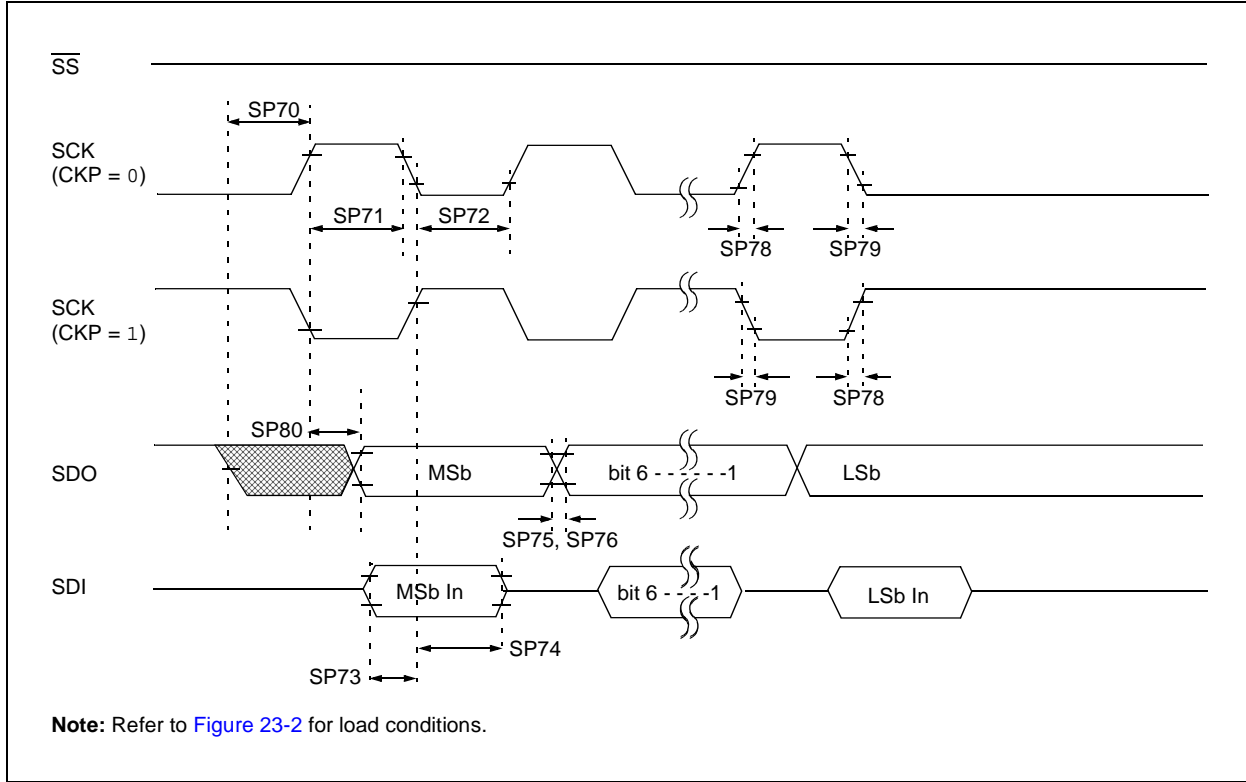 SS
SP70
SCK
(CKP = 0)
SP71
SP72
SP78
SP79
SCK
(CKP = 1)
SP79
SP78
SP80
SDO
MSb
bit 6 - - - - - -1
LSb
SP75, SP76
SDI
MSb In
bit 6 - - - -1
LSb In
SP74
SP73
Note: Refer to Figure 23-2 for load conditions.